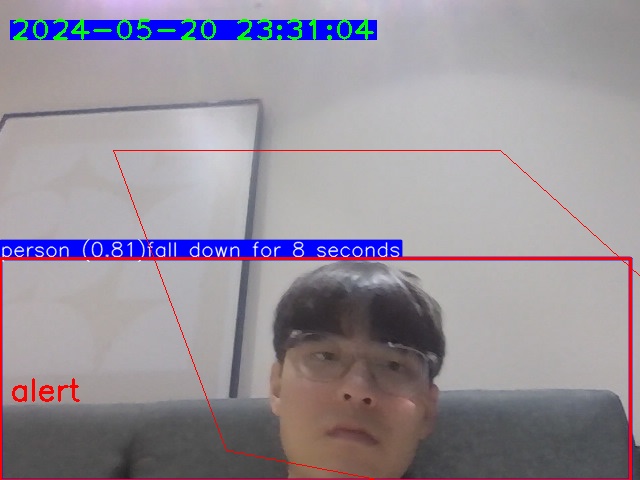 2024-05-20 23:31:04
person (0.81)fall down for 8 seconds
alert